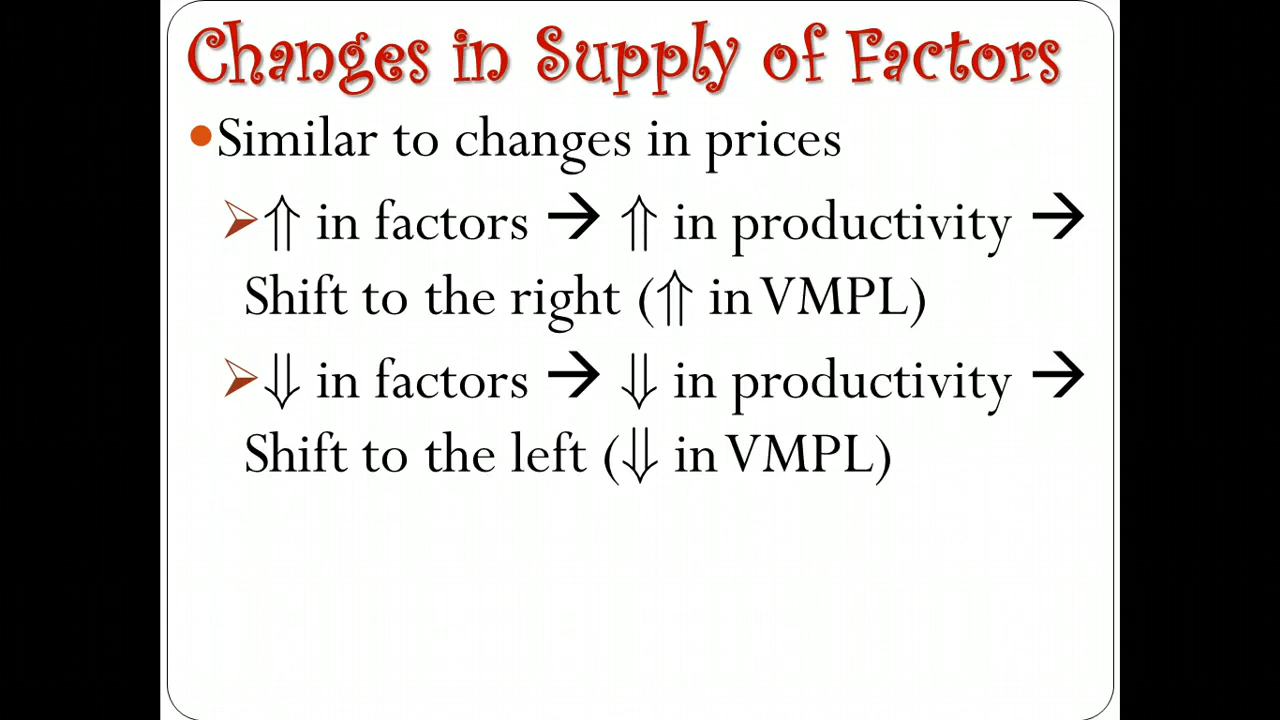 Changes in Supply of Factors
•Similar to changes in prices
➢⇑ in factors → ⇑ in productivity →
Shift to the right (⇑ in VMPL)
➢⇓ in factors → ⇓ in productivity →
Shift to the left (⇓ in VMPL)